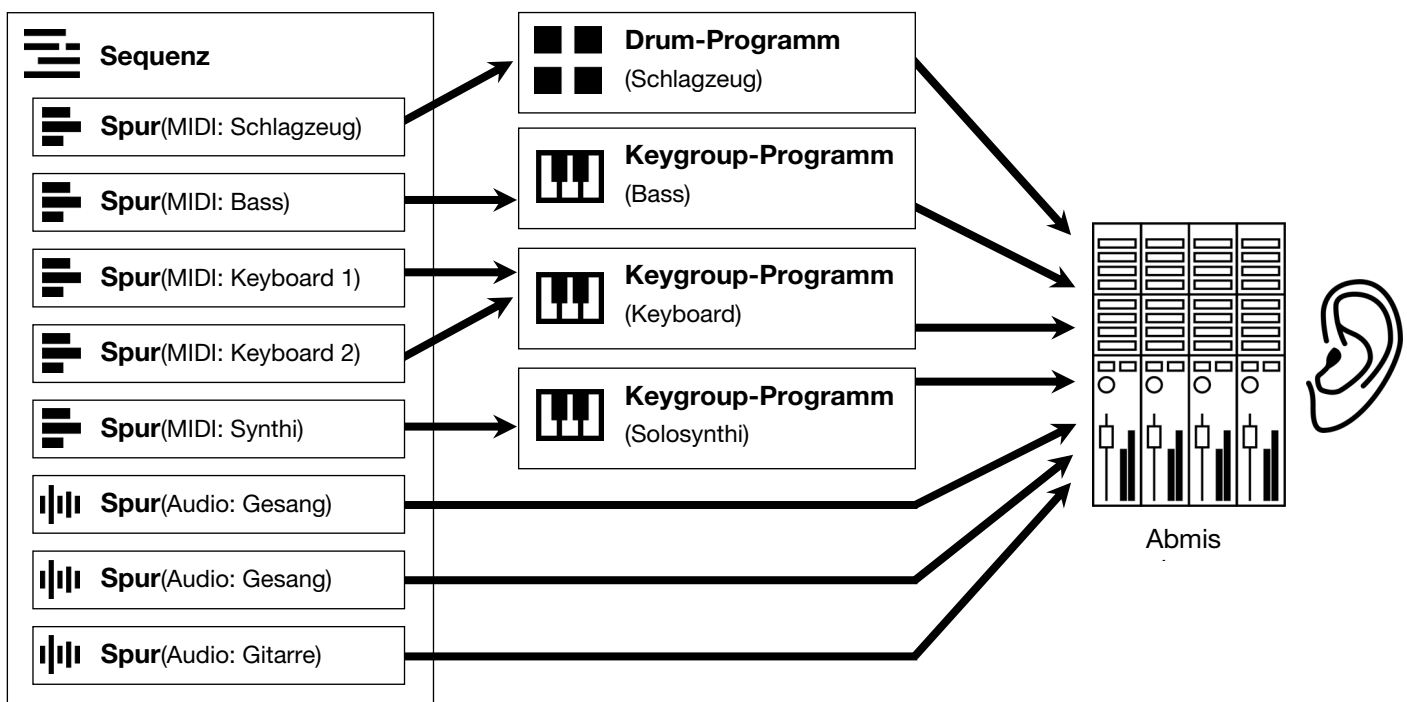 Sequenz
Spur(MIDI: Schlagzeug)
Spur(MIDI: Bass)
Spur(MIDI: Keyboard 1)
Spur(MIDI: Keyboard 2)
Spur(MIDI: Synthi)
Spur(Audio: Gesang)
Spur(Audio: Gesang)
Spur(Audio: Gitarre)
Drum-Programm
(Schlagzeug)
Keygroup-Programm
(Bass)
Keygroup-Programm
(Keyboard)
Keygroup-Programm
(Solosynthi)
Abmis